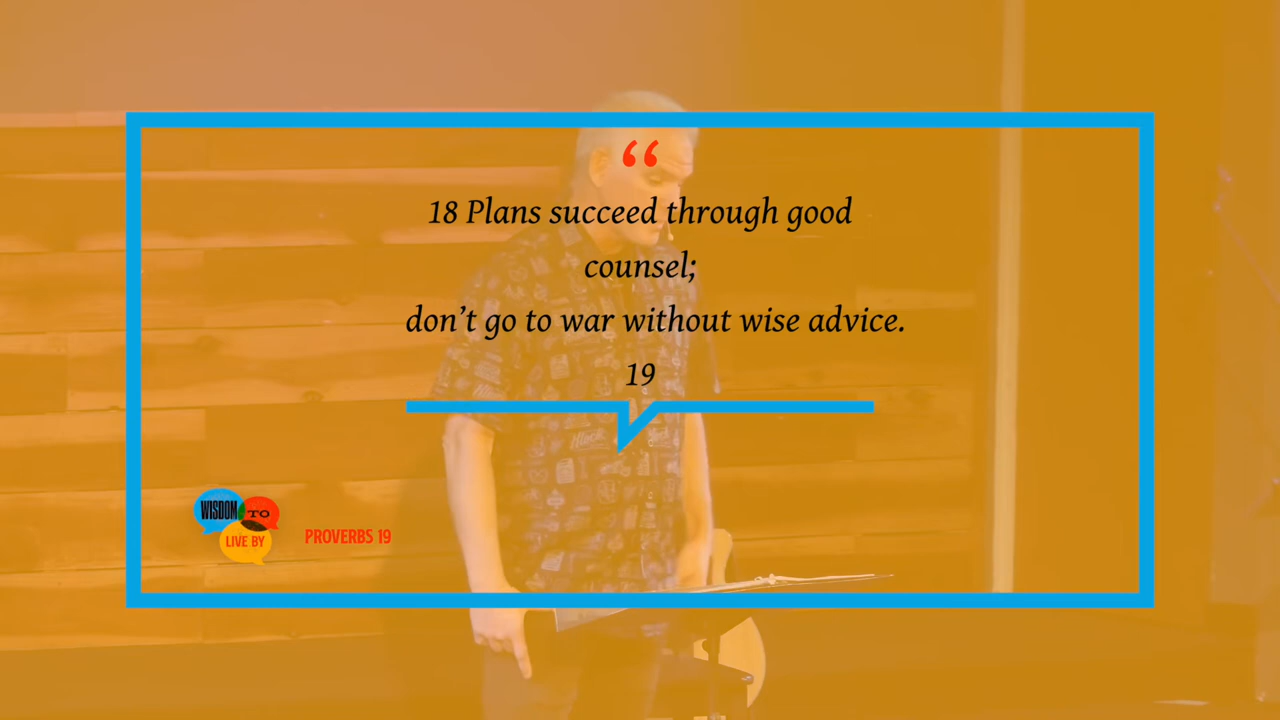 “
18 Plans succeed through good
counsel;
don’t go to war without wise advice.
19
WISDOM TO
LIVE BY
PROVERBS 19